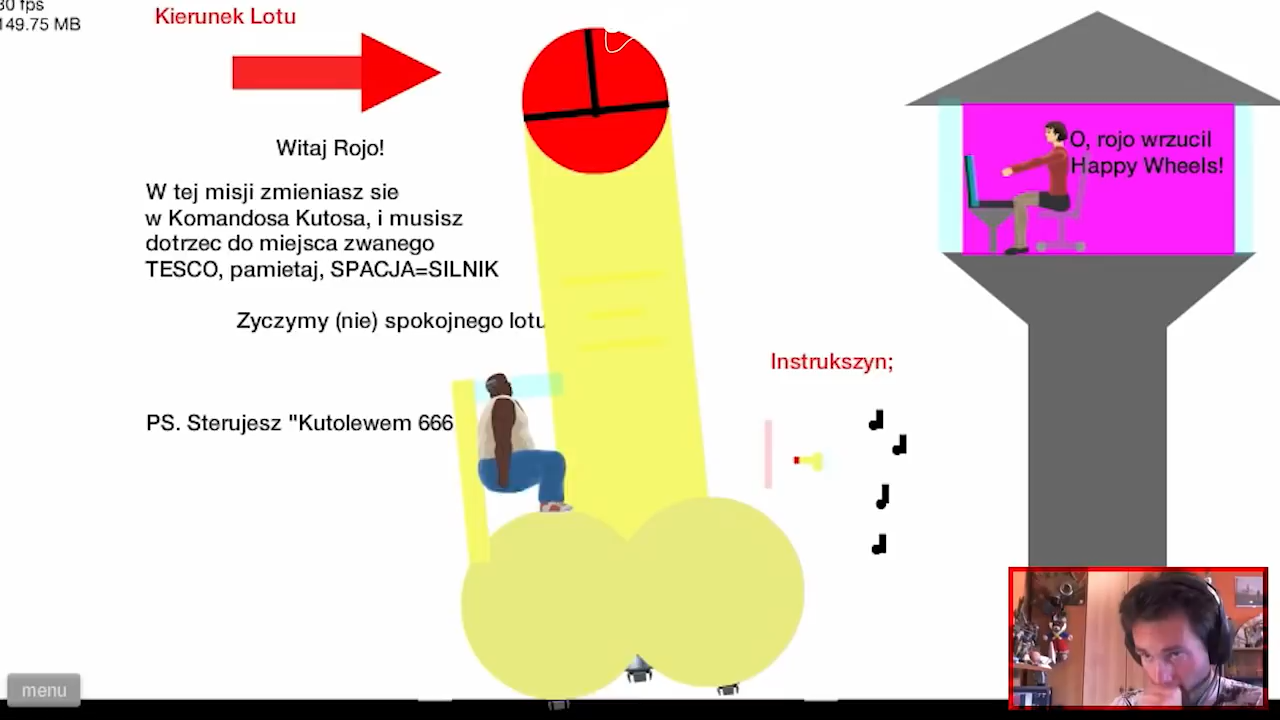 30 fps
149.75 MB
Kierunek Lotu
Witaj Rojo!
W tej misji zmieniasz sie
w Komandosa Kutosa, i musisz
dotrzec do miejsca zwanego
TESCO, pamietaj, SPACJA=SILNIK
Zyczymy (nie) spokojnego lotu
PS. Sterujesz "Kutolewem 666
Instrukszyn;
O, rojo wrzucil
Happy Wheels!
menu